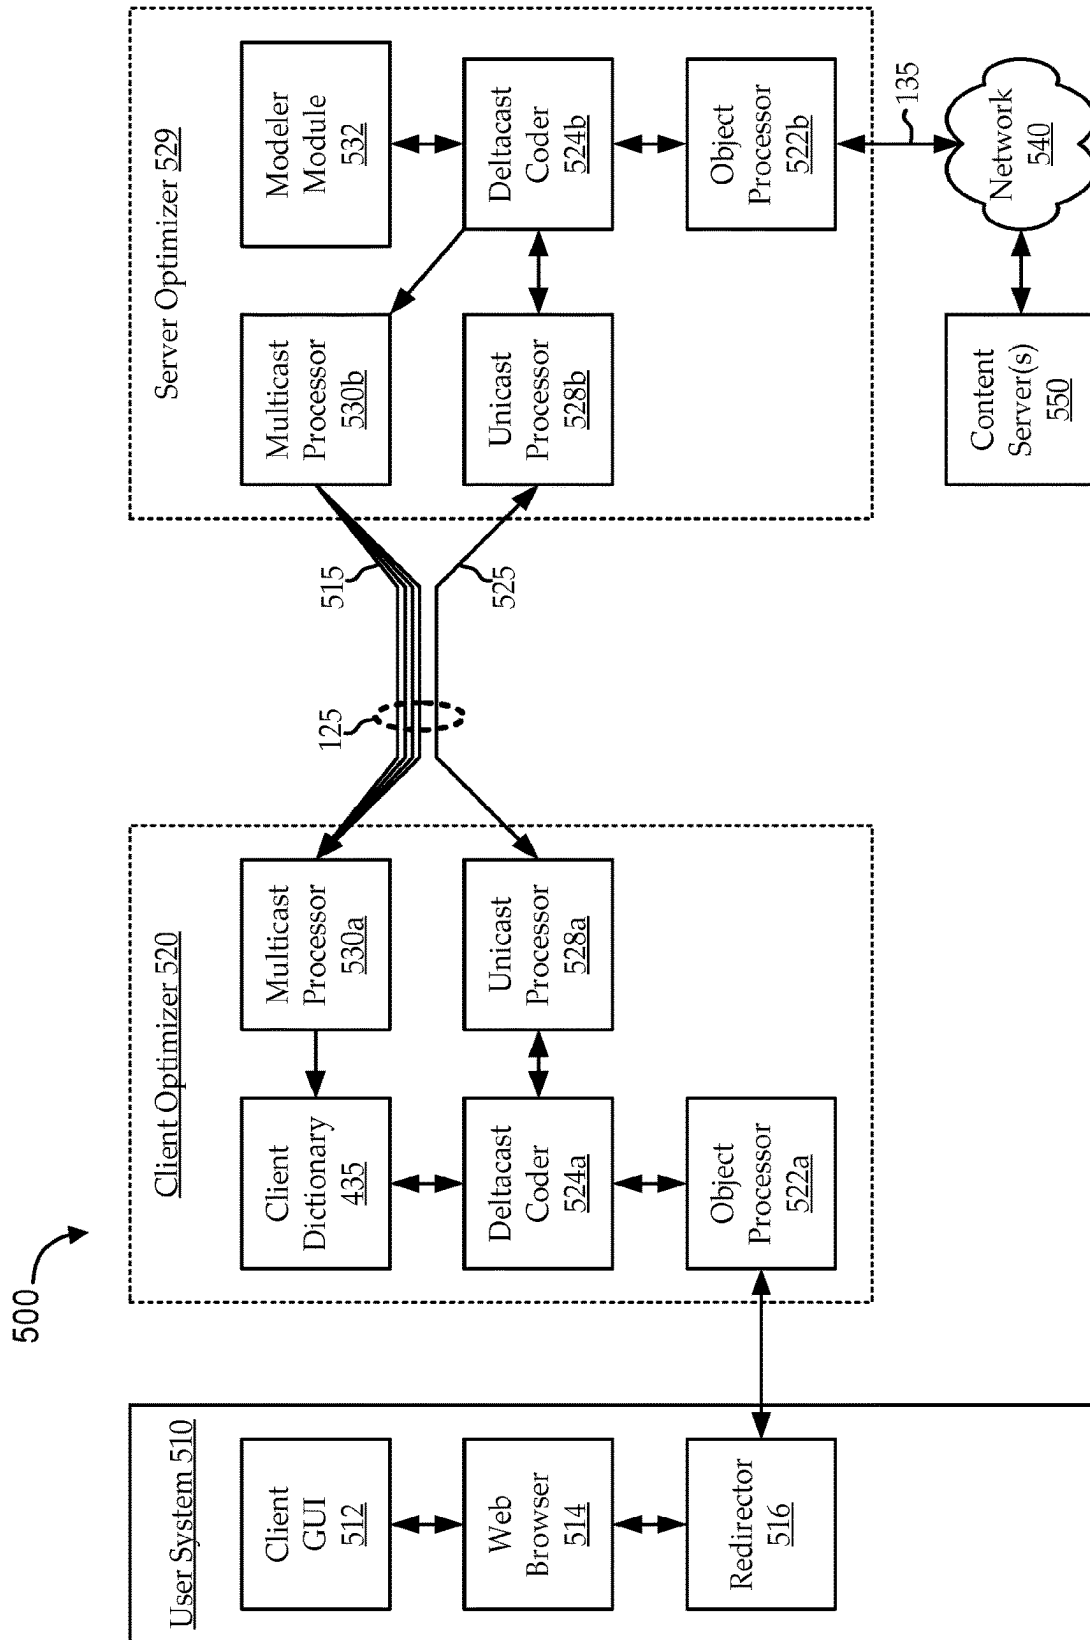 500
User System 510
Client
GUI
512
Web
Browser
514
Redirector
516
Client Optimizer 520
Client
Dictionary
435
Multicast
Processor
530a
Deltacast
Coder
524a
Unicast
Processor
528a
Object
Processor
522a
125
515
525
Server Optimizer 529
Multicast
Processor
530b
Modeler
Module
532
Unicast
Processor
528b
Deltacast
Coder
524b
Object
Processor
522b
135
Content
Server(s)
550
Network
540